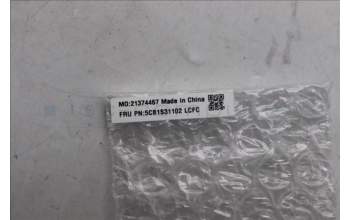 MO:21374467 Made in China
FRU PN:5C81S31102 LCFC